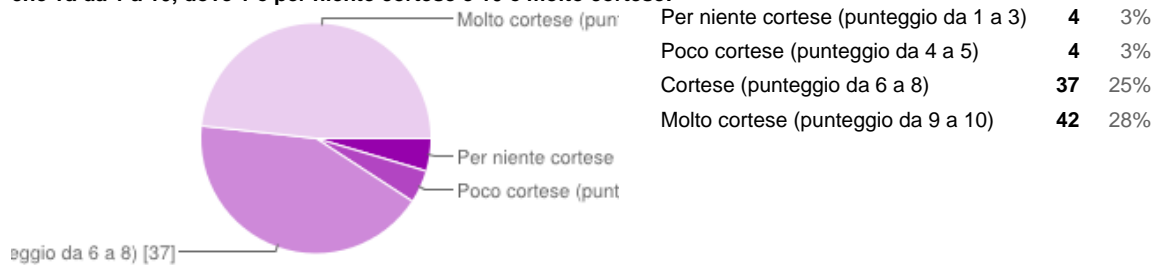 che va da 1 a 10, dove 1 è per niente cortese e 10 è molto cortese?
Molto cortese (pun
Per niente cortese
Poco cortese (punt
eggio da 6 a 8) [37]
Per niente cortese (punteggio da 1 a 3) 4 3%
Poco cortese (punteggio da 4 a 5) 4 3%
Cortese (punteggio da 6 a 8) 37 25%
Molto cortese (punteggio da 9 a 10) 42 28%